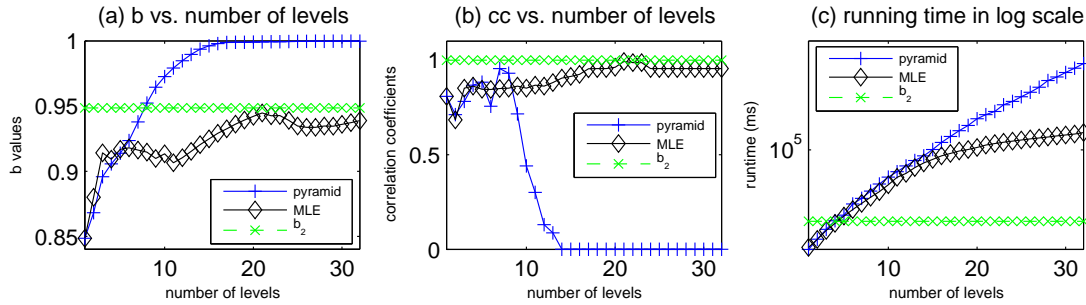 (a) b vs. number of levels
1
0.95
0.9
0.85
b values
10
20
30
number of levels
pyramid
MLE
b₂
(b) cc vs. number of levels
1
0.5
0
correlation coefficients
10
20
30
number of levels
pyramid
MLE
b₂
(c) running time in log scale
10⁵
runtime (ms)
10
20
30
number of levels
pyramid
MLE
b₂